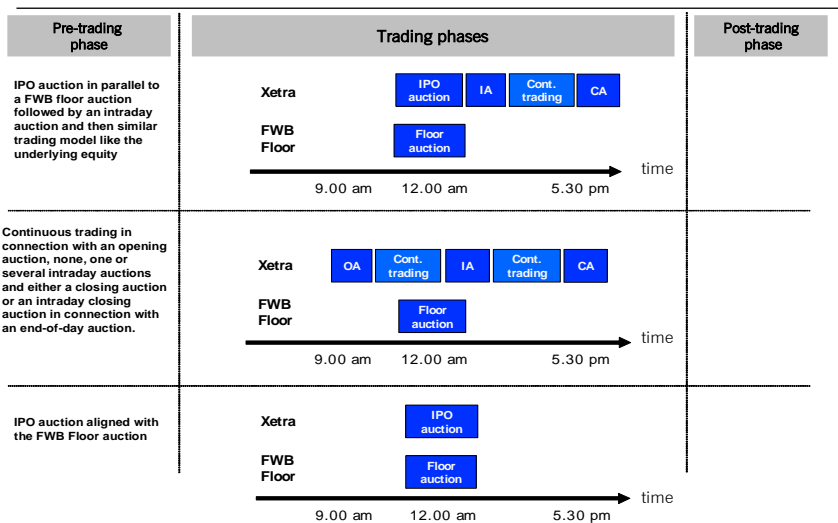 Pre-trading
phase
Trading phases
Post-trading
phase
IPO auction in parallel to
a FWB floor auction
followed by an intraday
auction and then similar
trading model like the
underlying equity
Xetra
IPO
auction
IA
Cont.
trading
CA
FWB
Floor
Floor
auction
time
9.00 am
12.00 am
5.30 pm
Continuous trading in
connection with an opening
auction, none, one or
several intraday auctions
and either a closing auction
or an intraday closing
auction in connection with
an end-of-day auction.
Xetra
OA
Cont.
trading
IA
Cont.
trading
CA
FWB
Floor
Floor
auction
time
9.00 am
12.00 am
5.30 pm
IPO auction aligned with
the FWB Floor auction
Xetra
IPO
auction
FWB
Floor
Floor
auction
time
9.00 am
12.00 am
5.30 pm